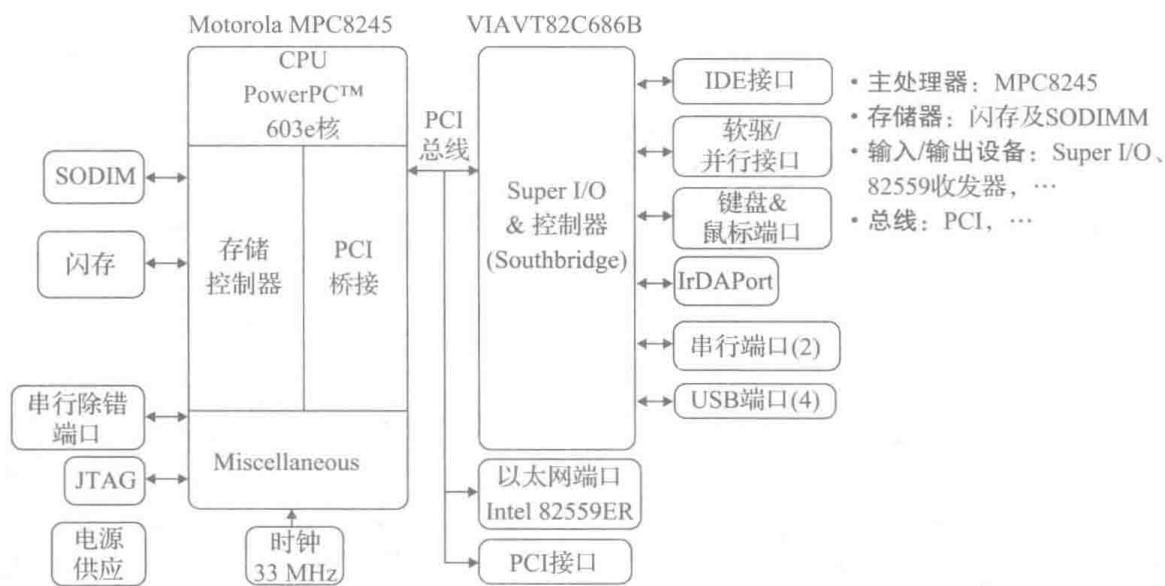 Motorola MPC8245
VIAVT82C686B
CPU
PowerPC™
603e核
PCI
总线
SODIM
闪存
存储
控制器
PCI
桥接
串行除错
端口
JTAG
Miscellaneous
电源
供应
时钟
33 MHz
Super I/O
& 控制器
(Southbridge)
IDE接口
软驱/
并行接口
键盘&
鼠标端口
IrDAPort
串行端口(2)
USB端口(4)
以太网端口
Intel 82559ER
PCI接口
• 主处理器：MPC8245
• 存储器：闪存及SODIMM
• 输入/输出设备：Super I/O、
82559收发器，…
• 总线：PCI，…